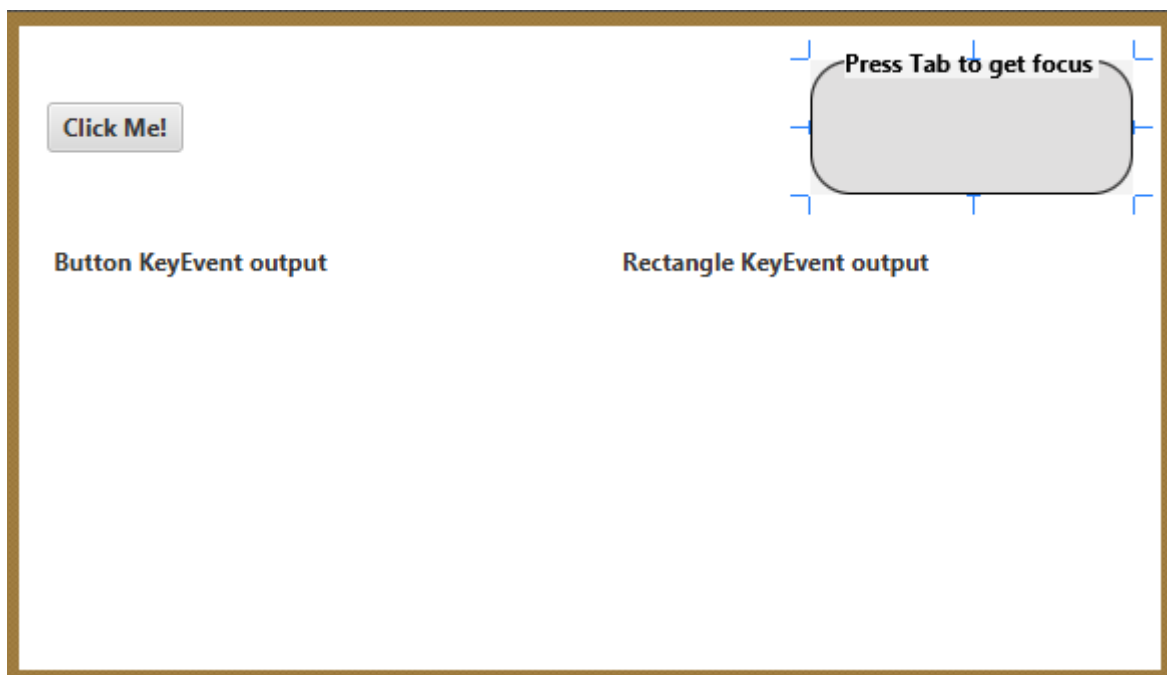 Press Tab to get focus
Click Me!
Button KeyEvent output
Rectangle KeyEvent output